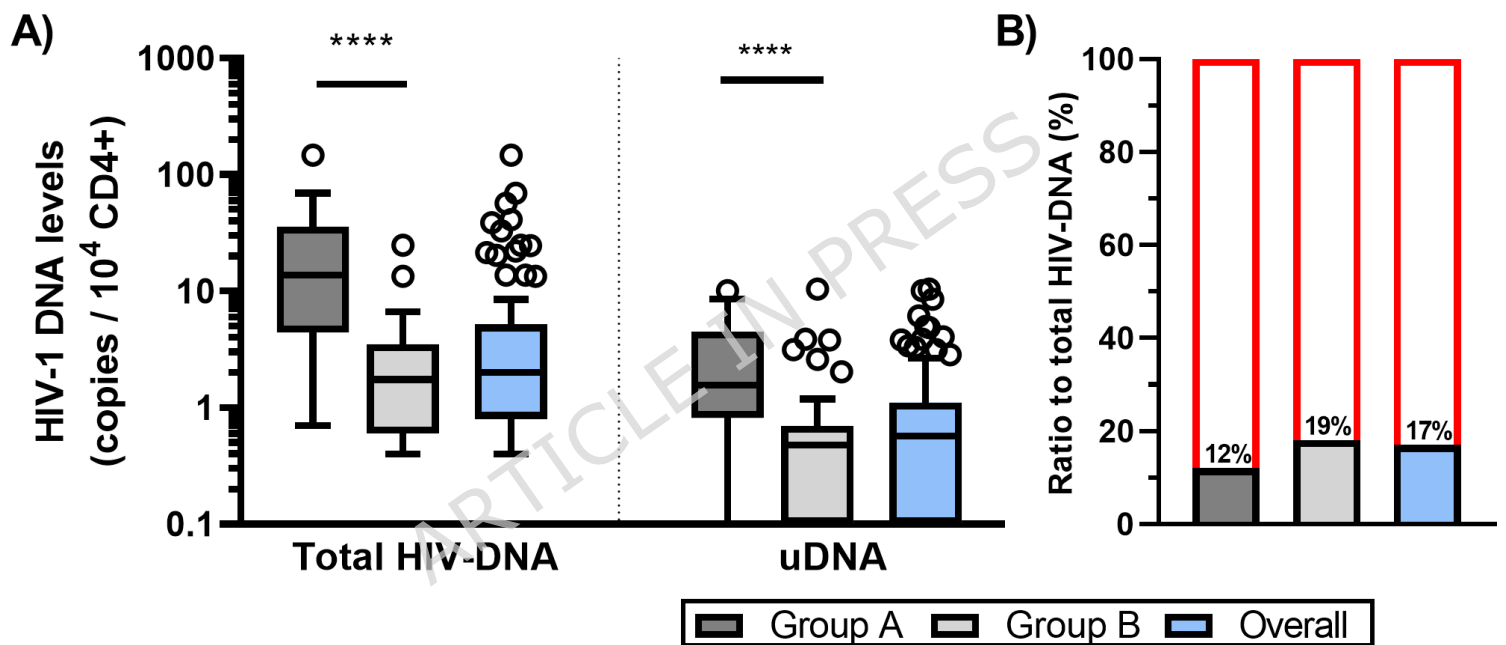 A)
HIV-1 DNA levels
(copies / 10⁴ CD4+)
1000
100
10
1
0.1
****
****
Total HIV-DNA
uDNA
B)
Ratio to total HIV-DNA (%)
100
80
60
40
20
0
12%
19%
17%
ARTICLE IN PRESS
Group A
Group B
Overall